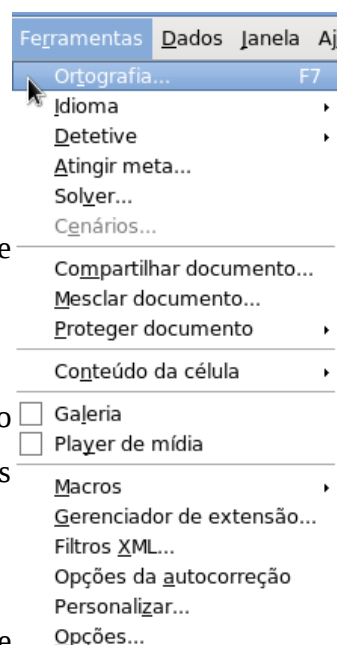 Ferramentas Dados Janela Aj
Ortografia... F7
Idioma
Detetive
Atingir meta...
Solver...
Cenários...
e
Compartilhar documento...
Mesclar documento...
Proteger documento
Conteúdo da célula
o Galeria
Player de mídia
s
Macros
Gerenciador de extensão...
Filtros XML...
Opções da autocorreção
Personalizar...
e Opções...